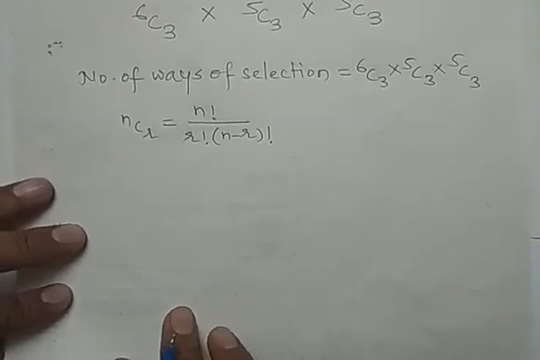 ⁶C₃ × ⁵C₃ × ⁵C₃
∴
No. of ways of selection = ⁶C₃ × ⁵C₃ × ⁵C₃
ⁿCᵣ = n! / r!(n-r)!